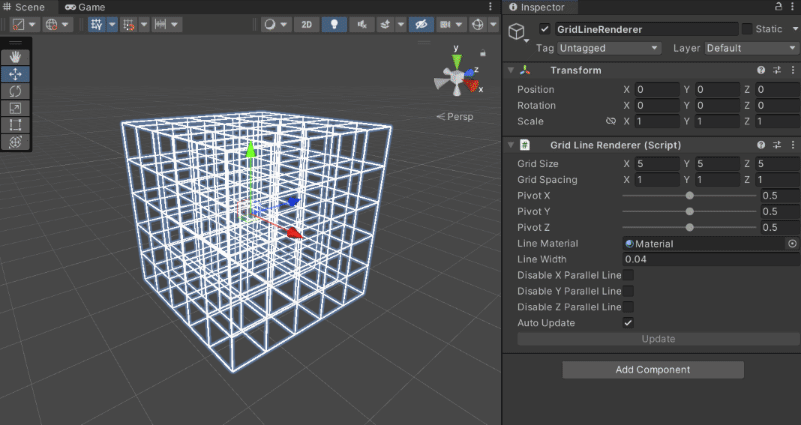 Scene Game
2D
y
z
x
Persp
Inspector
GridLineRenderer Static
Tag Untagged Layer Default
Transform
Position X 0 Y 0 Z 0
Rotation X 0 Y 0 Z 0
Scale X 1 Y 1 Z 1
Grid Line Renderer (Script)
Grid Size X 5 Y 5 Z 5
Grid Spacing X 1 Y 1 Z 1
Pivot X 0.5
Pivot Y 0.5
Pivot Z 0.5
Line Material Material
Line Width 0.04
Disable X Parallel Line
Disable Y Parallel Line
Disable Z Parallel Line
Auto Update
Update
Add Component